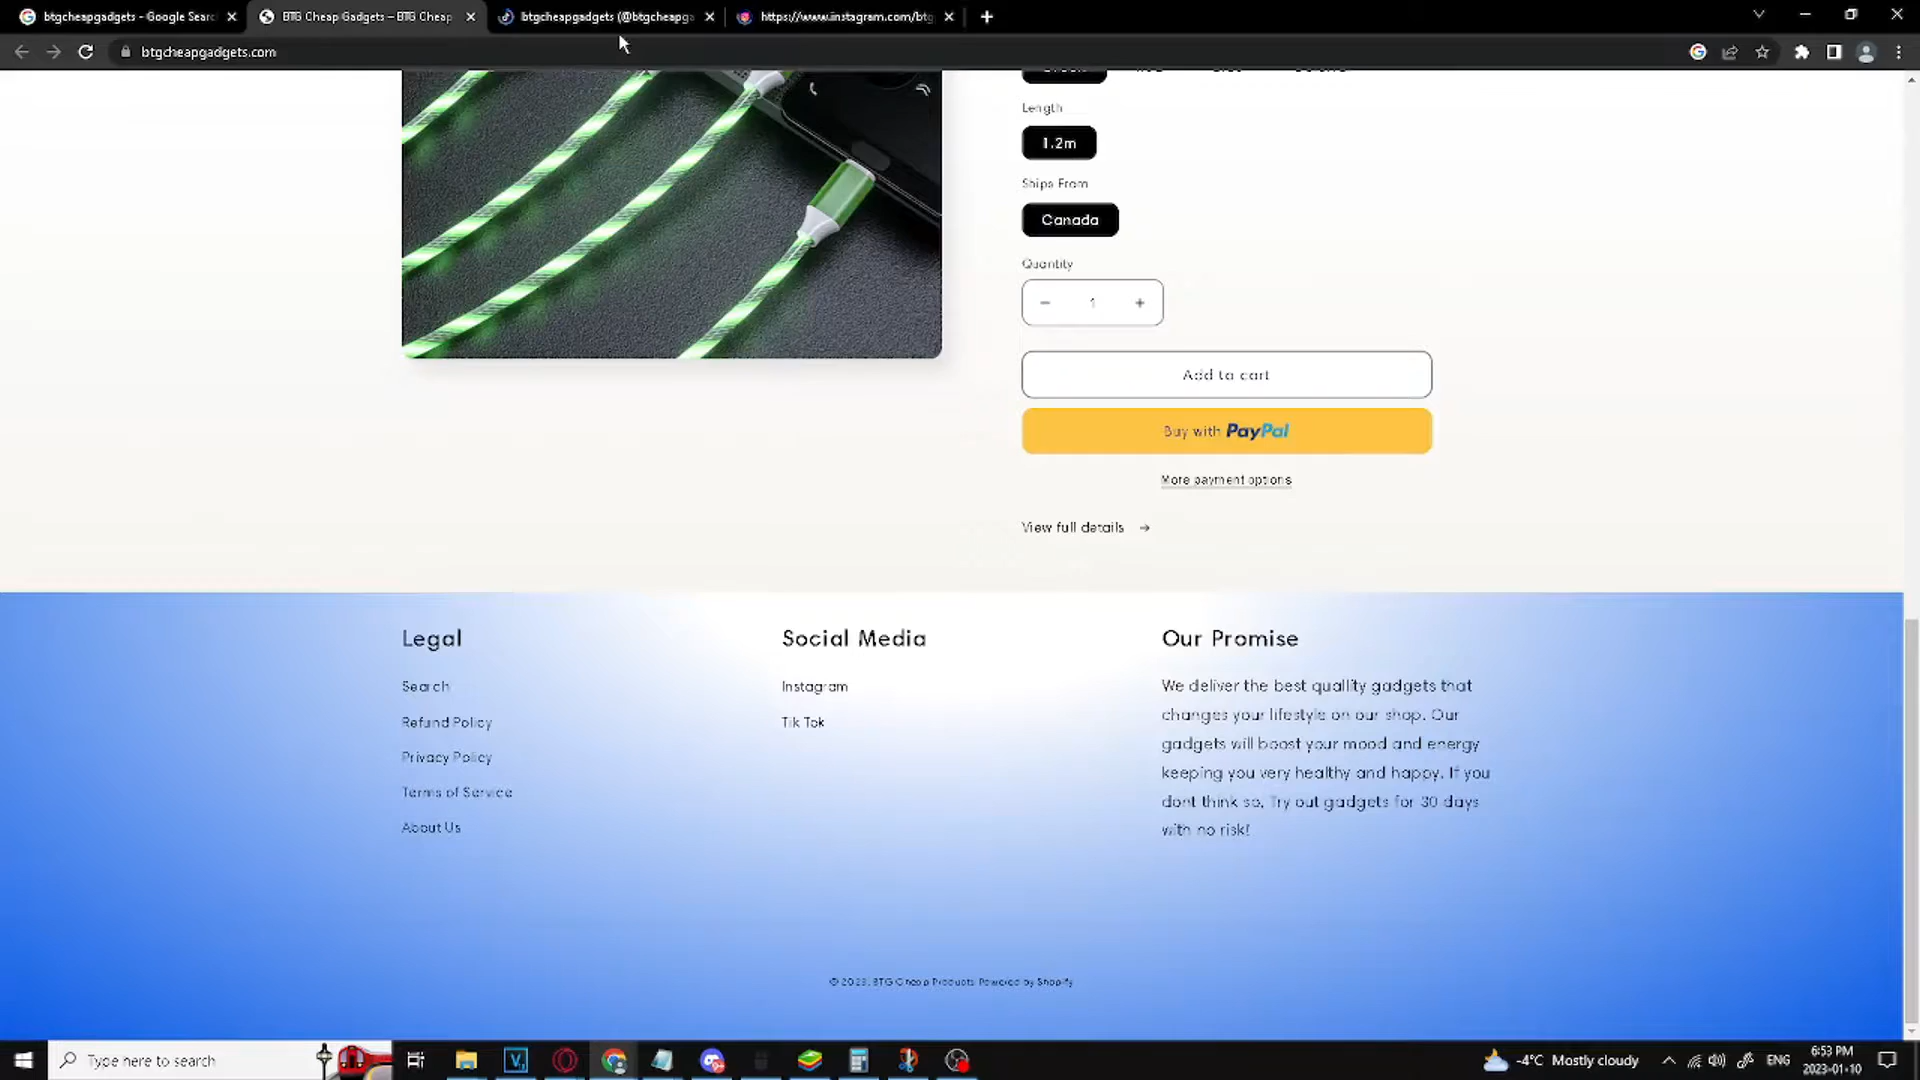 btgcheapgadgets - Google Searc
BTG Cheap Gadgets – BTG Cheap
btgcheapgadgets (@btgcheapga
https://www.instagram.com/btg
btgcheapgadgets.com
Length
1.2m
Ships From
Canada
Quantity
1
Add to cart
Buy with PayPal
More payment options
View full details
Legal
Search
Refund Policy
Privacy Policy
Terms of Service
About Us
Social Media
Instagram
Tik Tok
Our Promise
We deliver the best quallity gadgets that
changes your lifestyle on our shop. Our
gadgets will boost your mood and energy
keeping you very healthy and happy. If you
dont think so, Try out gadgets for 30 days
with no risk!
© 2023, BTG Cheap Products Powered by Shopify
Type here to search
-4°C Mostly cloudy
ENG
6:53 PM
2023-01-10